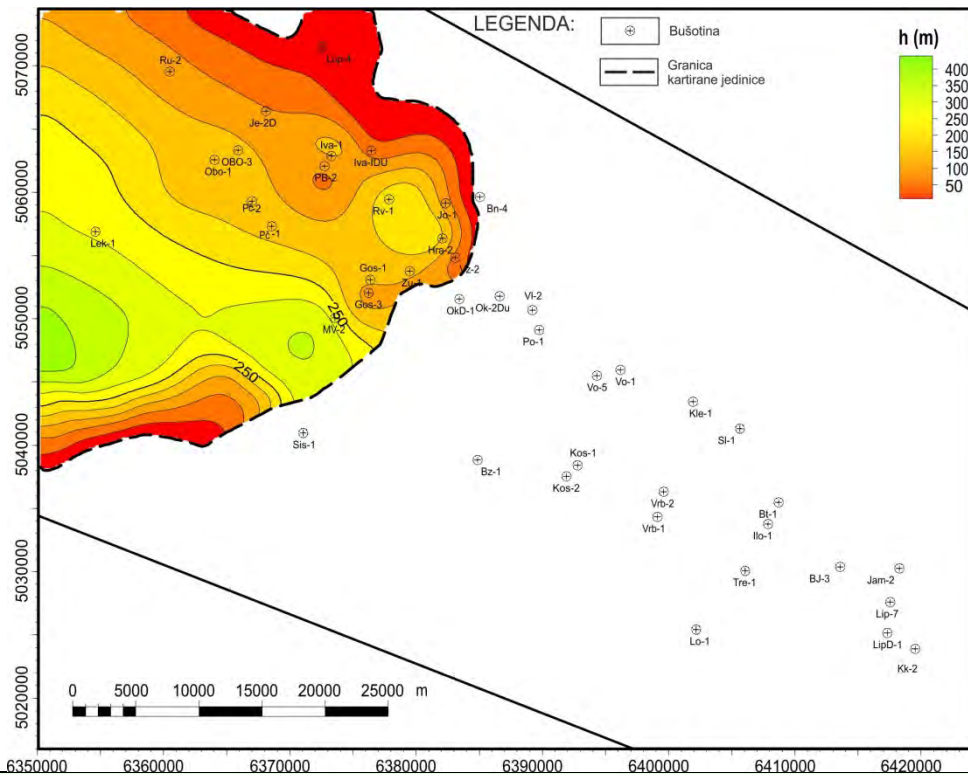 LEGENDA:
Bušotina
Granica
kartirane jedinice
h (m)
400
350
300
250
200
150
100
50
5070000
5060000
5050000
5040000
5030000
5020000
Ru-2
Je-2D
OBO-3
Obo-1
Iva-1
PB-2
Iva-IDU
Pč-2
Pč-1
Rv-1
Jo-1
Bn-4
Lek-1
Hra-2
Vz-2
Gos-1
Žu-1
Gos-3
MV-2
250
250
OkD-1
Ok-2Du
Vl-2
Po-1
Vo-5
Vo-1
Kle-1
Sl-1
Sis-1
Bz-1
Kos-1
Kos-2
Vrb-2
Vrb-1
Bt-1
Ilo-1
Tre-1
BJ-3
Jam-2
Lip-7
LipD-1
Lo-1
Kk-2
0 5000 10000 15000 20000 25000 m
6350000 6360000 6370000 6380000 6390000 6400000 6410000 6420000